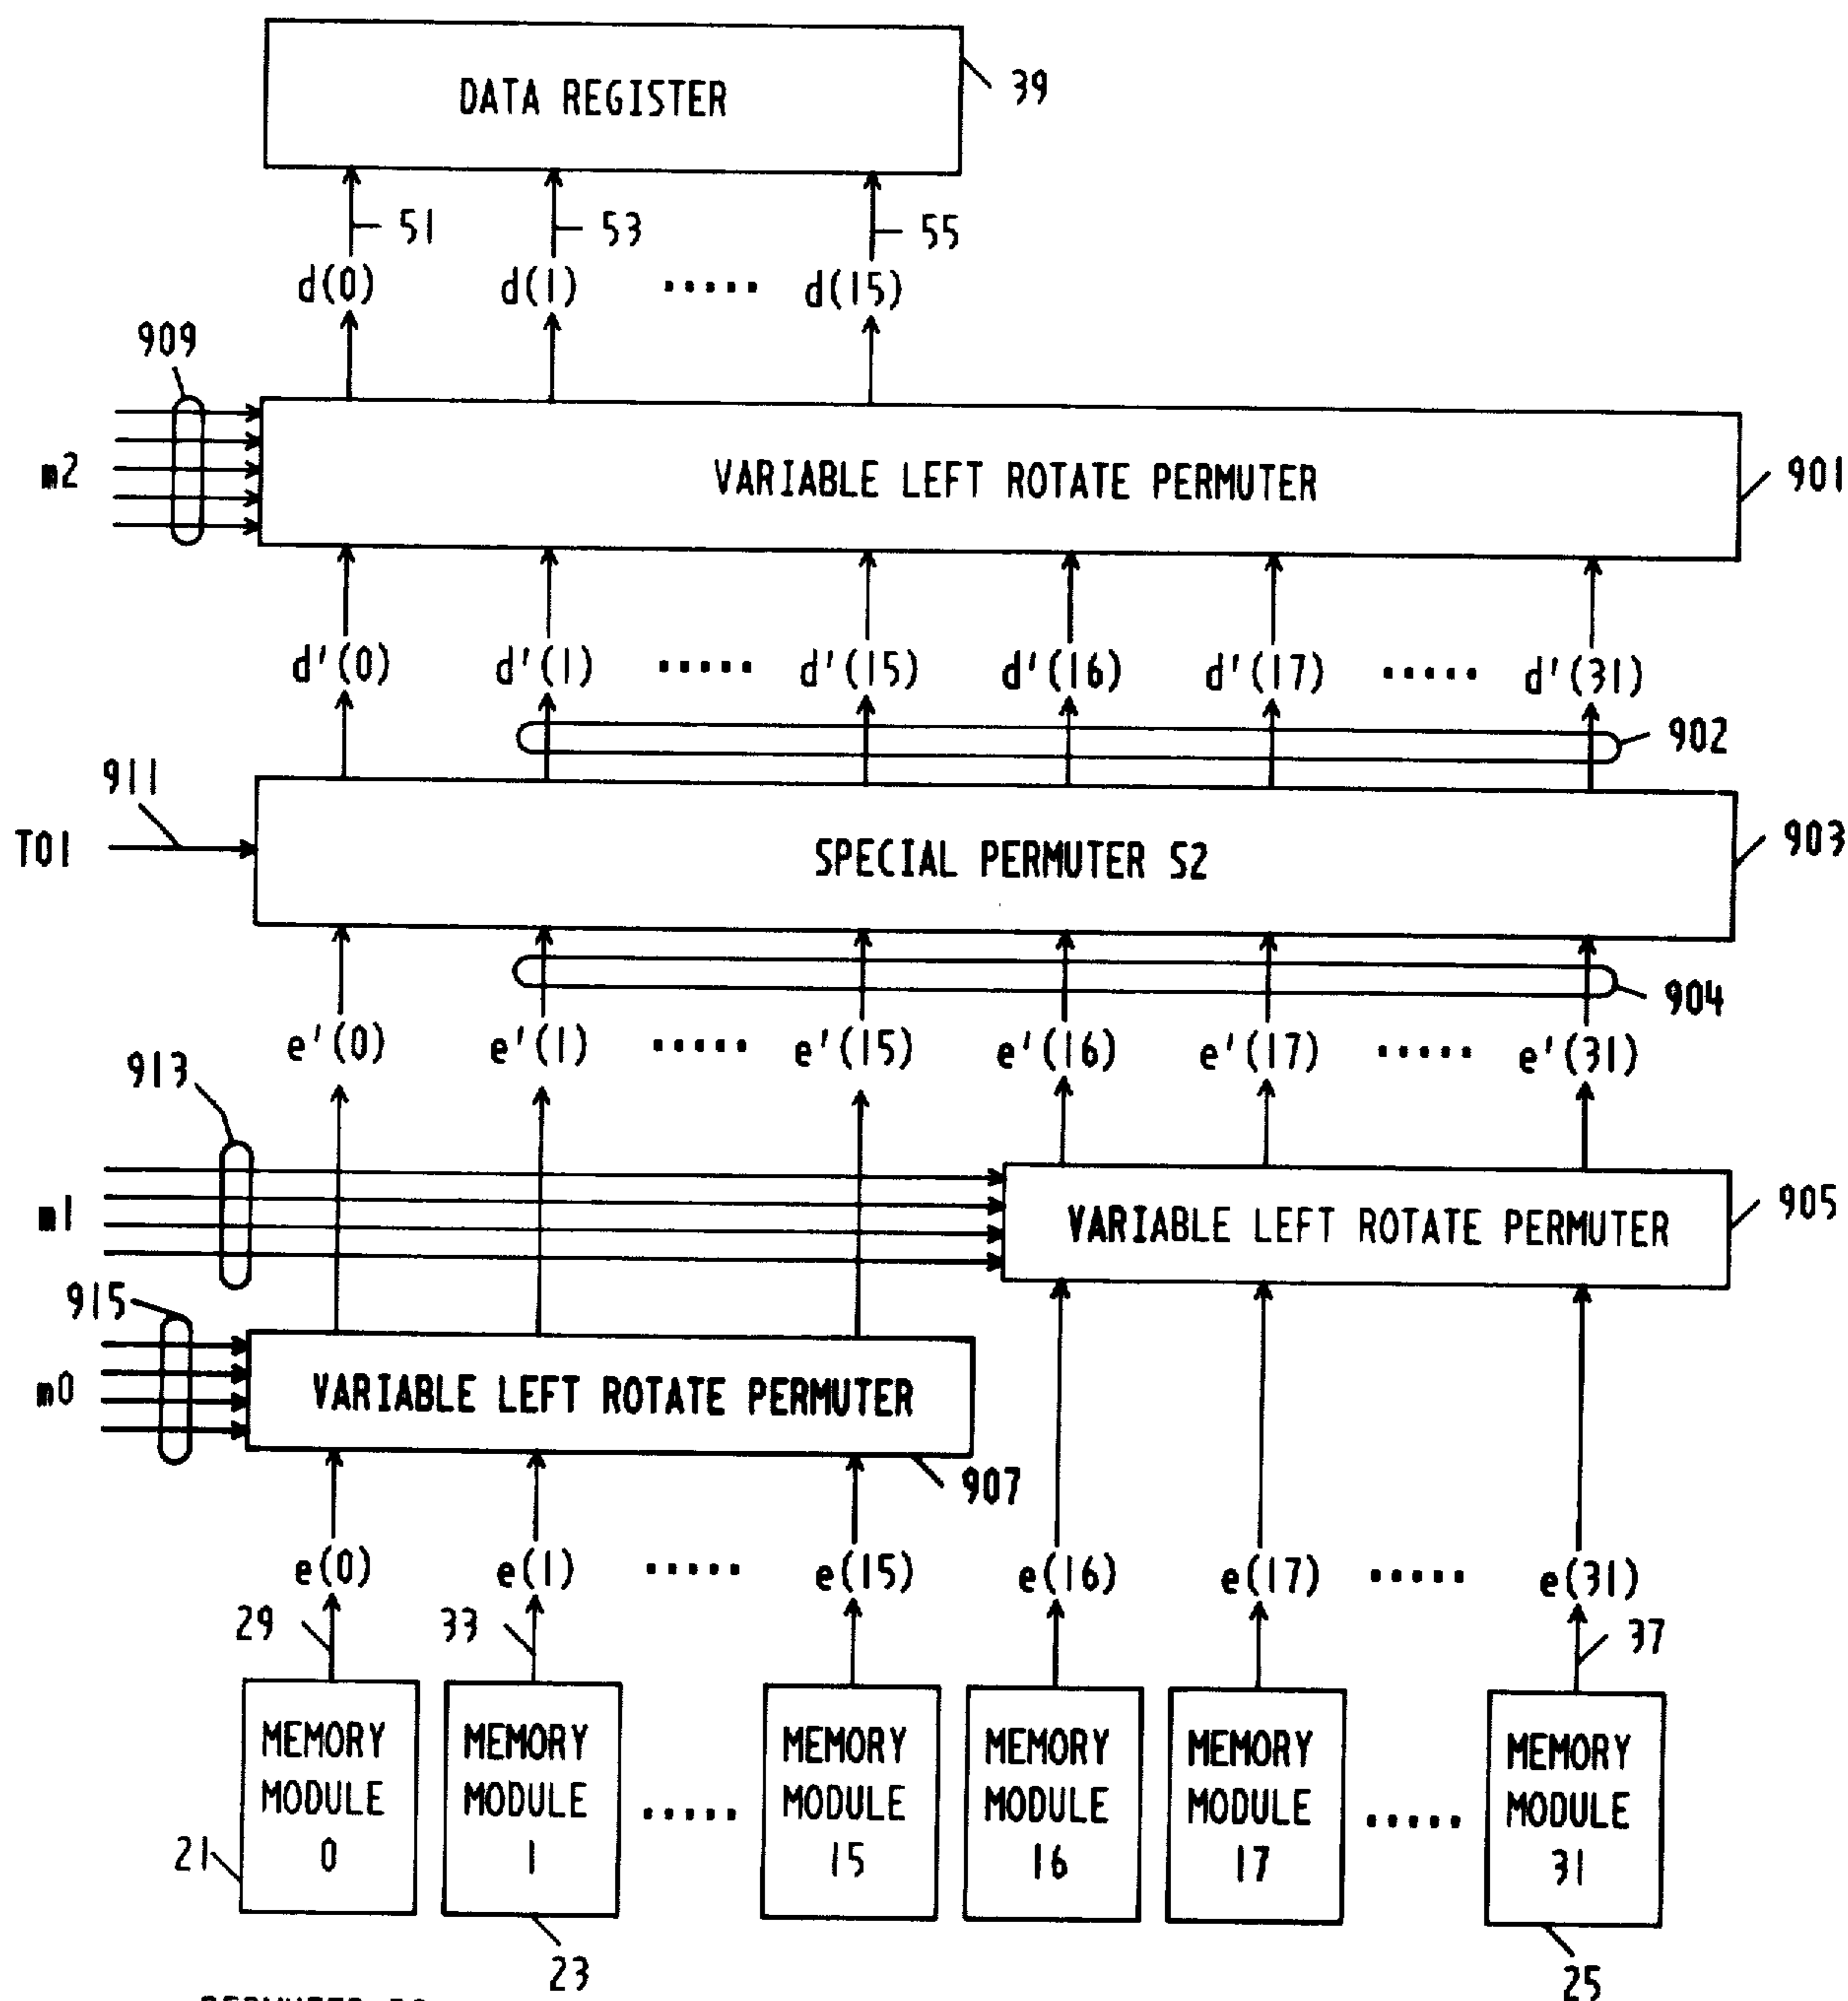 DATA REGISTER
39
51
53
55
d(0)
d(1)
.....
d(15)
909
m2
VARIABLE LEFT ROTATE PERMUTER
901
d'(0)
d'(1)
.....
d'(15)
d'(16)
d'(17)
.....
d'(31)
902
911
T01
SPECIAL PERMUTER S2
903
904
e'(0)
e'(1)
.....
e'(15)
e'(16)
e'(17)
.....
e'(31)
913
m1
VARIABLE LEFT ROTATE PERMUTER
905
915
m0
VARIABLE LEFT ROTATE PERMUTER
907
e(0)
e(1)
.....
e(15)
e(16)
e(17)
.....
e(31)
29
33
37
MEMORY MODULE 0
MEMORY MODULE 1
.....
MEMORY MODULE 15
MEMORY MODULE 16
MEMORY MODULE 17
.....
MEMORY MODULE 31
21
23
25